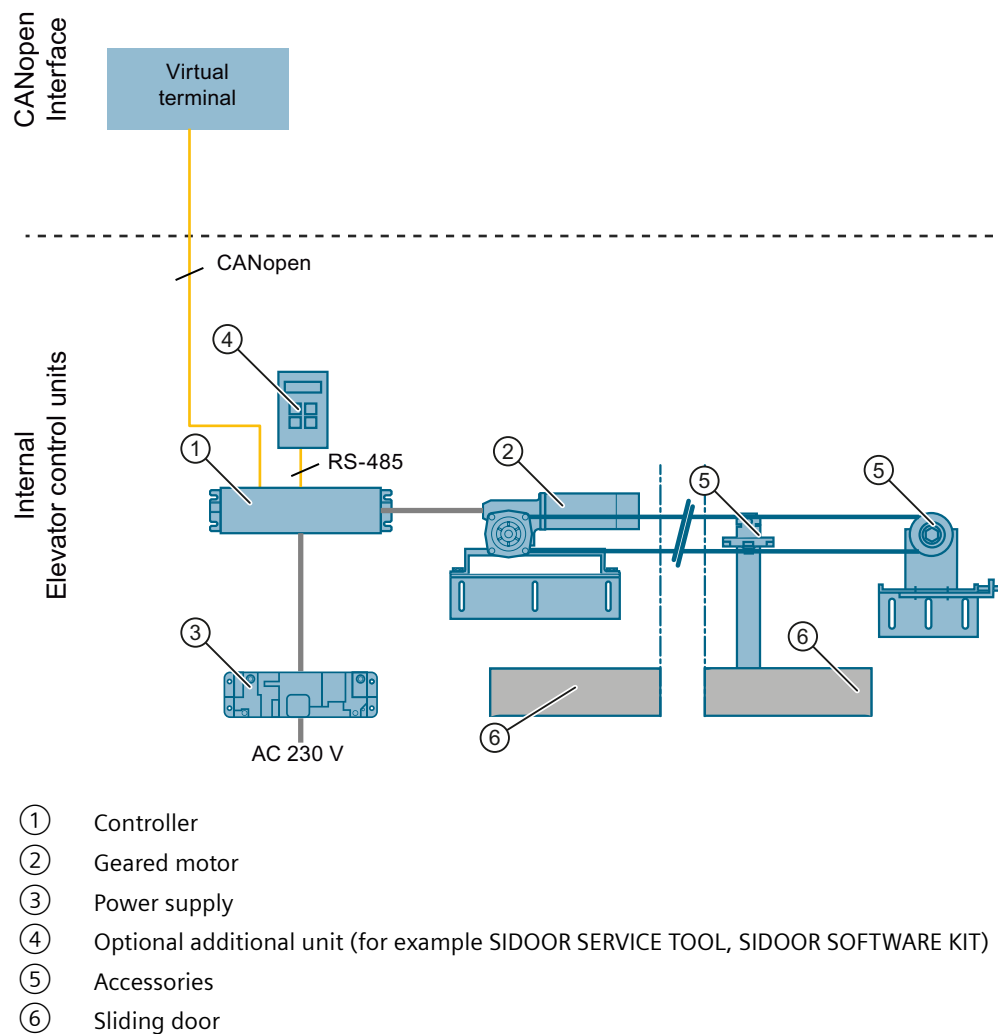 CANopen
Interface
Virtual
terminal
CANopen
Internal
Elevator control units
4
1
RS-485
2
5
5
3
6
6
AC 230 V
1 Controller
2 Geared motor
3 Power supply
4 Optional additional unit (for example SIDOOR SERVICE TOOL, SIDOOR SOFTWARE KIT)
5 Accessories
6 Sliding door